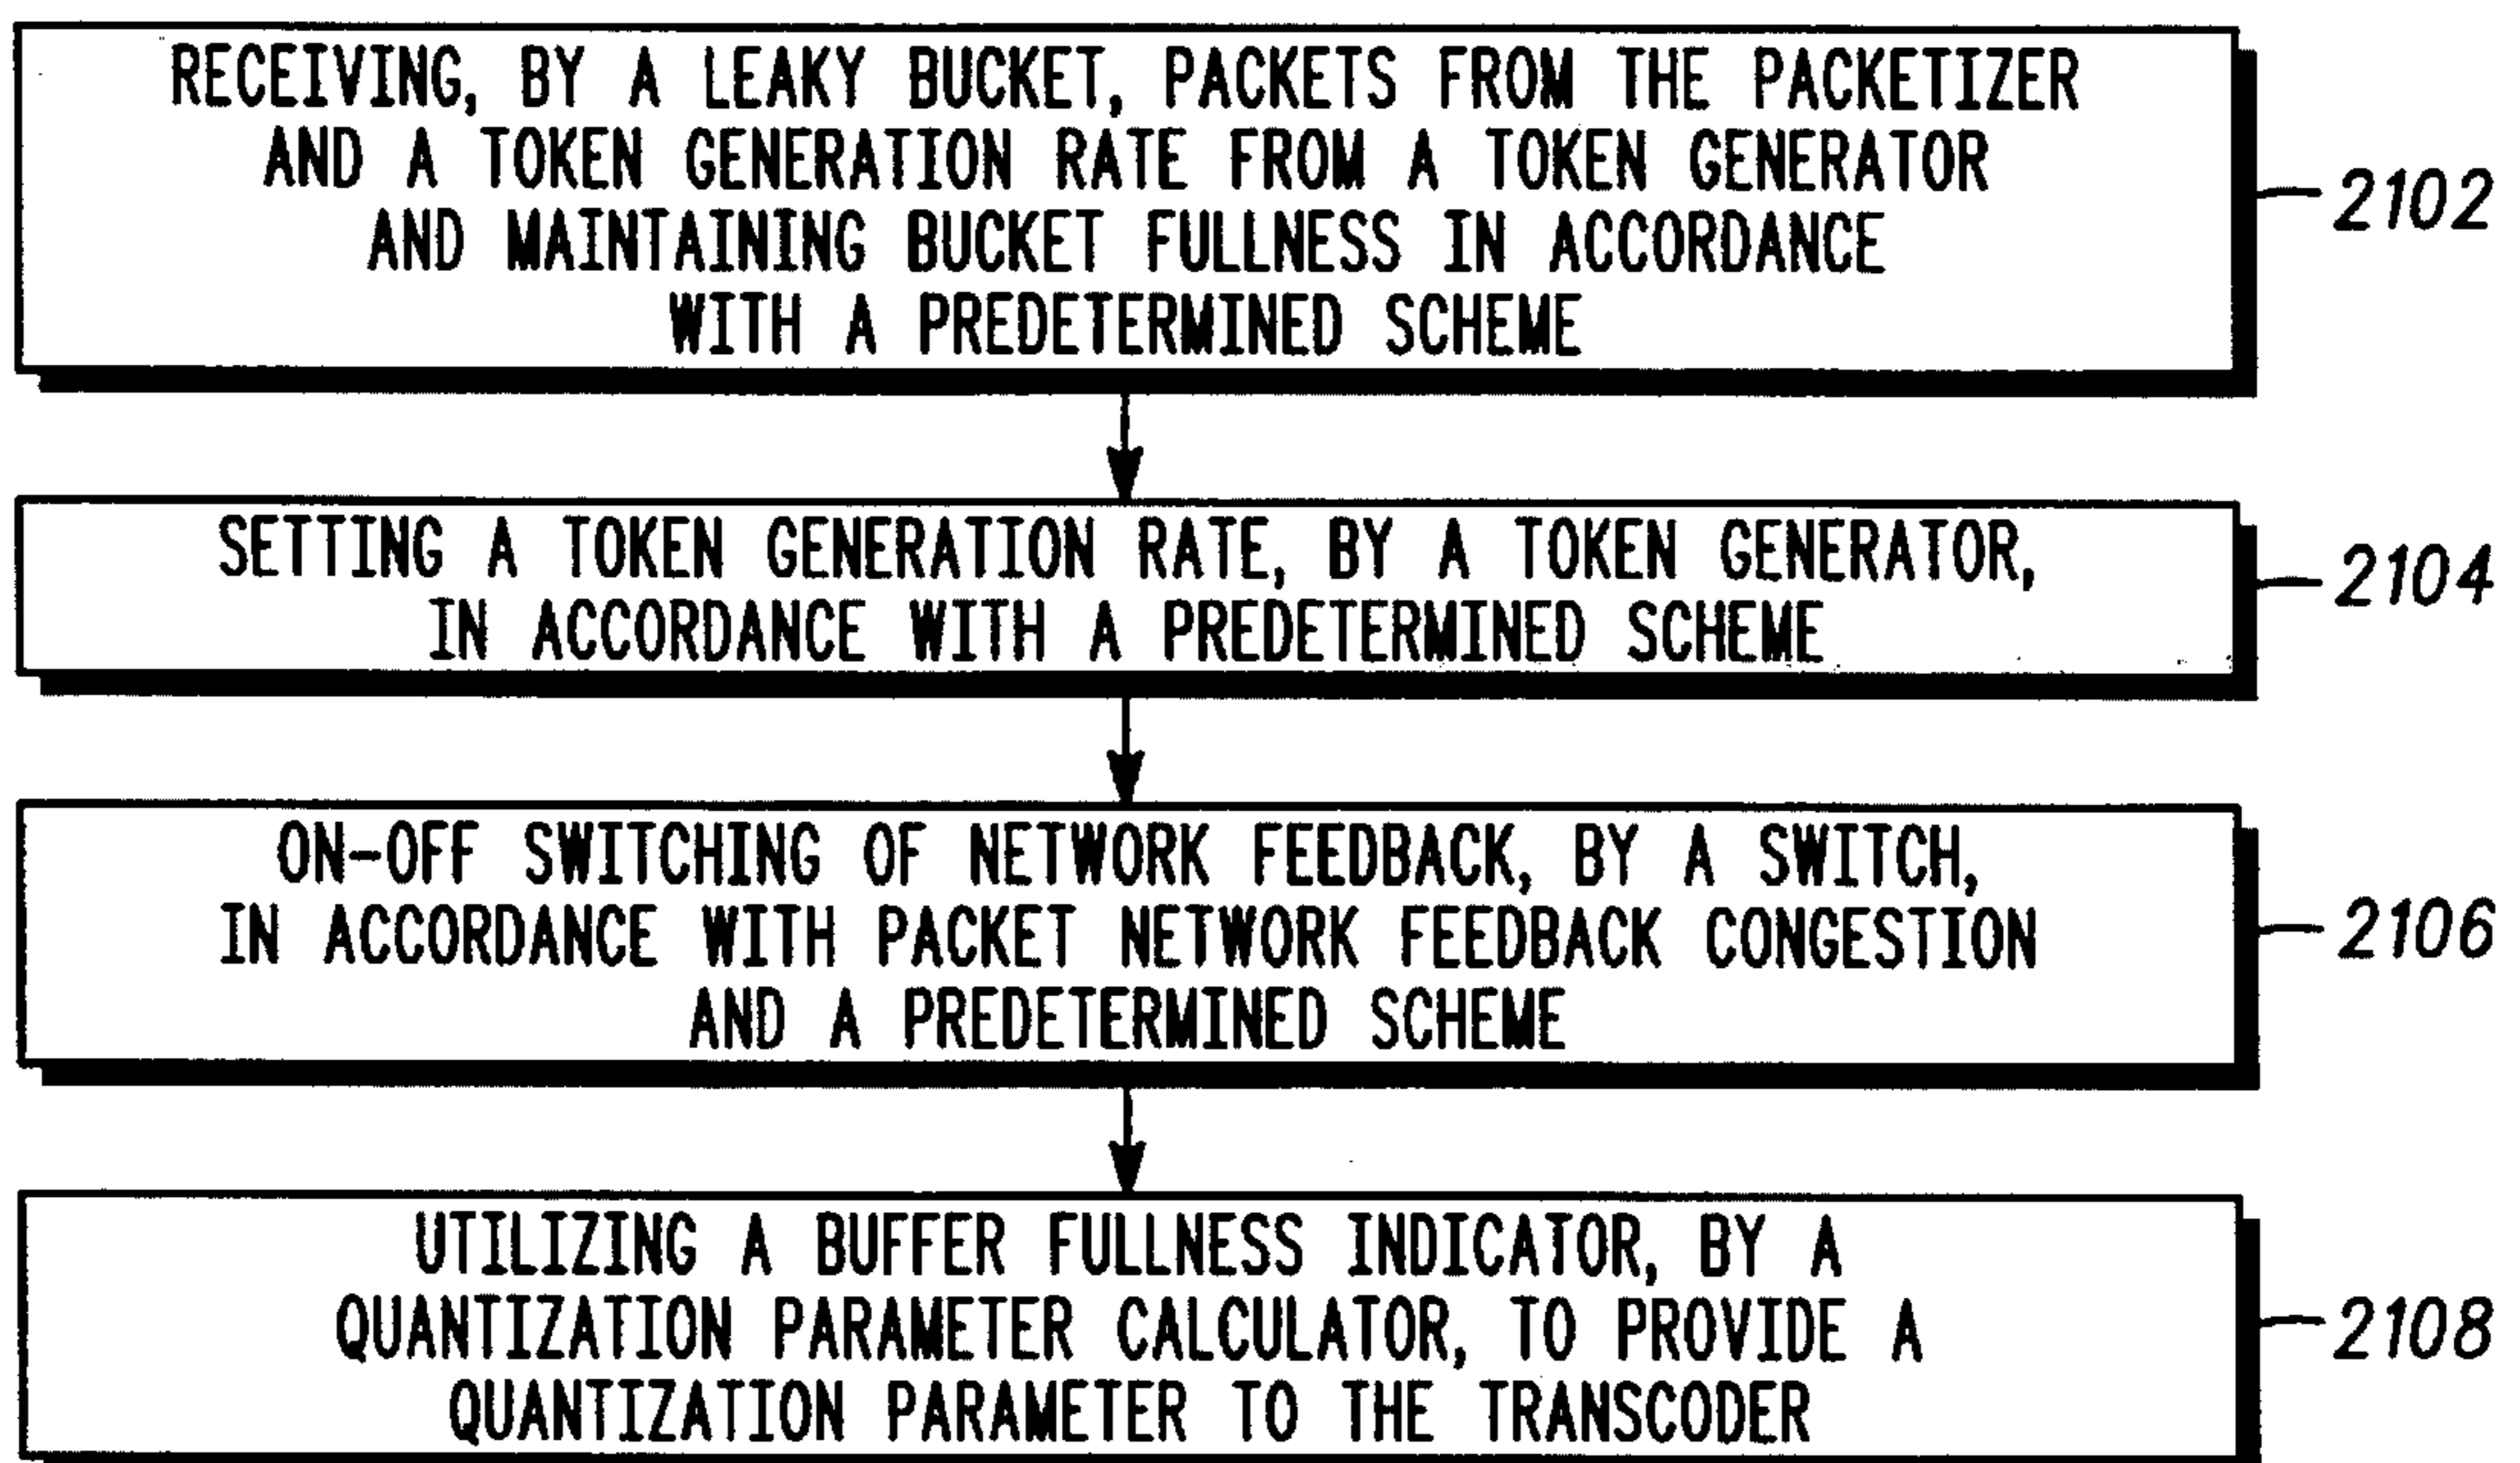 RECEIVING, BY A LEAKY BUCKET, PACKETS FROM THE PACKETIZER
AND A TOKEN GENERATION RATE FROM A TOKEN GENERATOR
AND MAINTAINING BUCKET FULLNESS IN ACCORDANCE
WITH A PREDETERMINED SCHEME
2102
SETTING A TOKEN GENERATION RATE, BY A TOKEN GENERATOR,
IN ACCORDANCE WITH A PREDETERMINED SCHEME
2104
ON-OFF SWITCHING OF NETWORK FEEDBACK, BY A SWITCH,
IN ACCORDANCE WITH PACKET NETWORK FEEDBACK CONGESTION
AND A PREDETERMINED SCHEME
2106
UTILIZING A BUFFER FULLNESS INDICATOR, BY A
QUANTIZATION PARAMETER CALCULATOR, TO PROVIDE A
QUANTIZATION PARAMETER TO THE TRANSCODER
2108